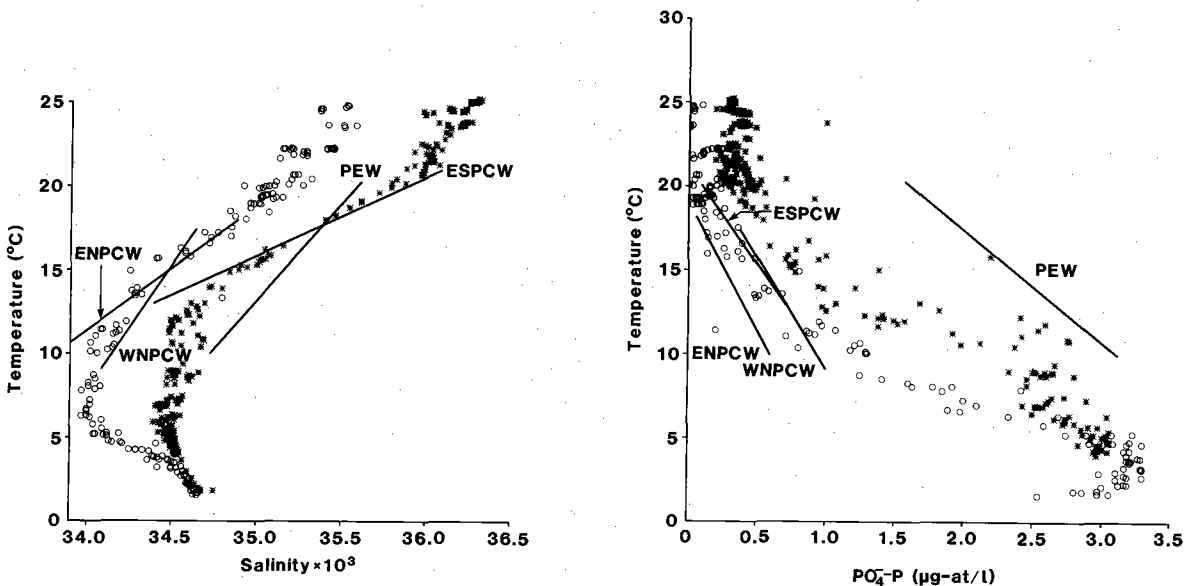 25
20
15
10
5
0
Temperature (°C)
34.0 34.5 35.0 35.5 36.0 36.5
Salinity × 10³
PEW
ESPCW
ENPCW
WNPCW
30
25
20
15
10
5
0
Temperature (°C)
0 0.5 1.0 1.5 2.0 2.5 3.0 3.5
PO₄⁻-P (µg-at/l)
ESPCW
PEW
ENPCW
WNPCW